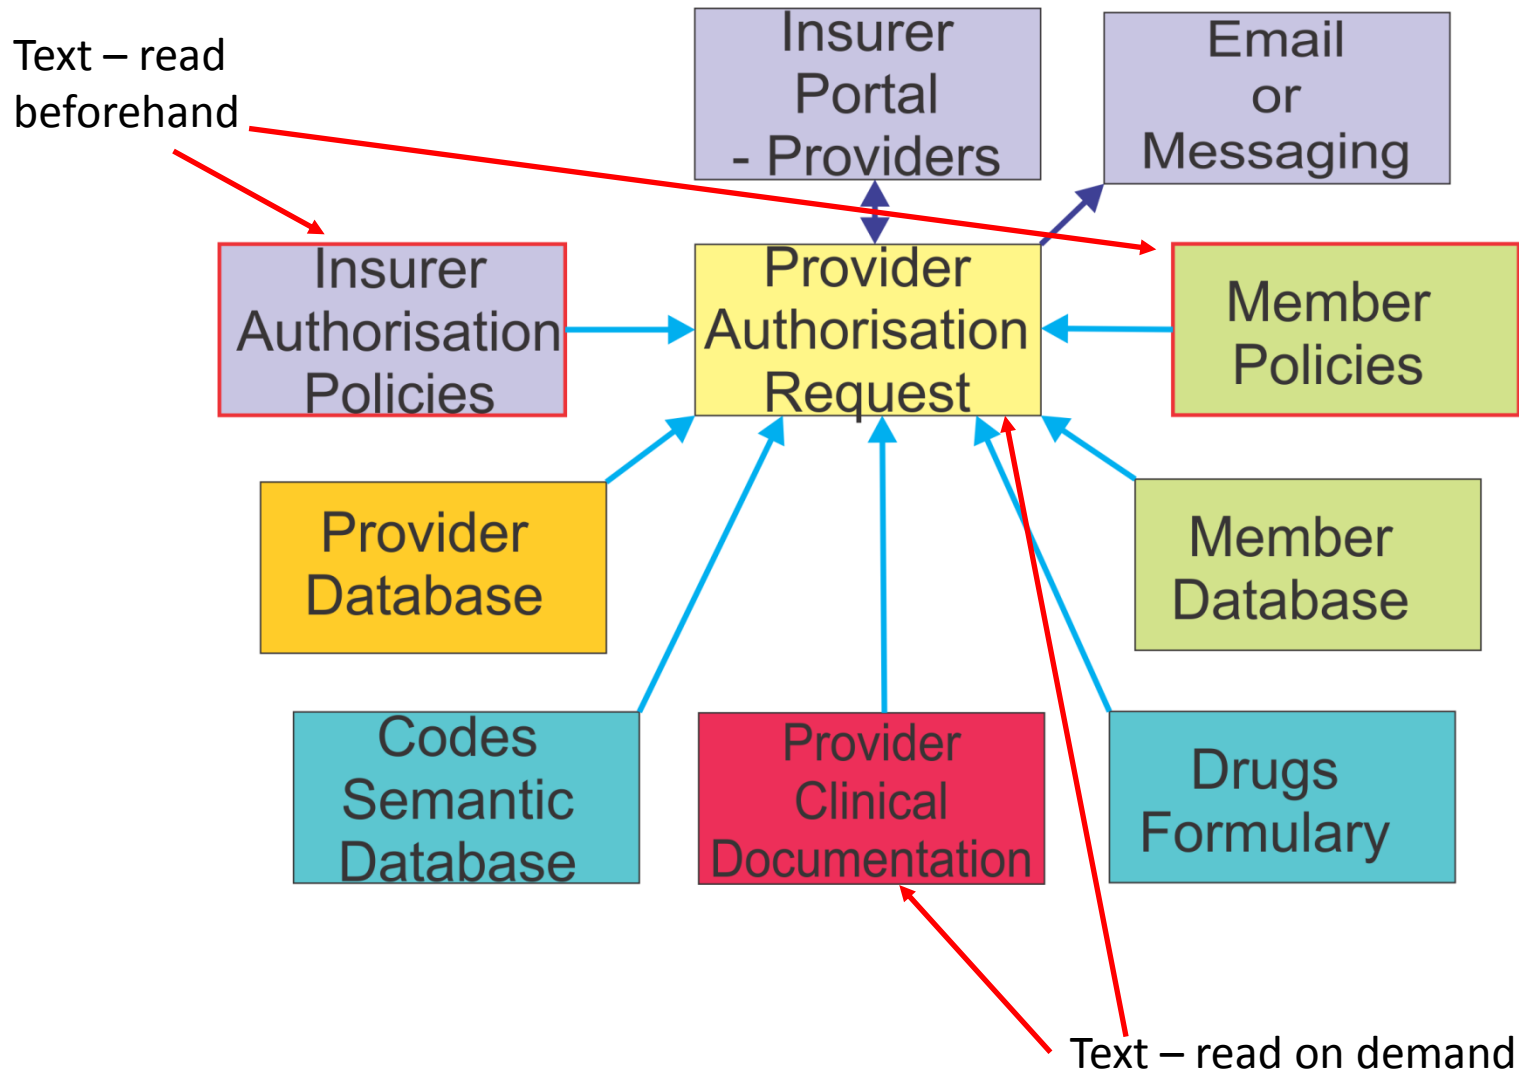 Text – read
beforehand
Insurer
Portal
- Providers
Email
or
Messaging
Insurer
Authorisation
Policies
Provider
Authorisation
Request
Member
Policies
Provider
Database
Member
Database
Codes
Semantic
Database
Provider
Clinical
Documentation
Drugs
Formulary
Text – read on demand